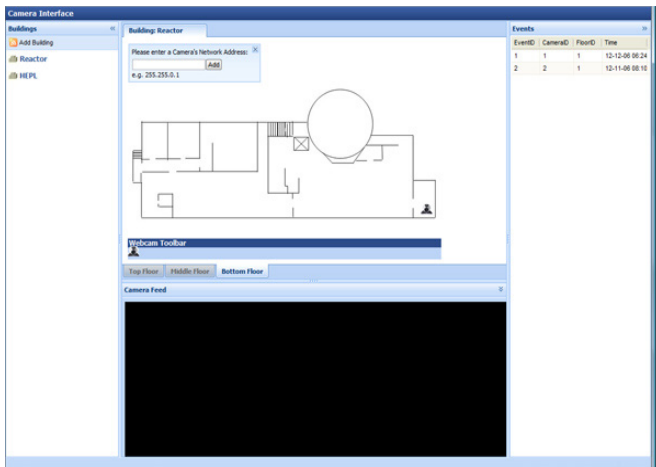 Camera Interface
Buildings
Add Building
Reactor
HEPL
Building: Reactor
Please enter a Camera's Network Address:
Add
e.g. 255.255.0.1
Webcam Toolbar
Top Floor Middle Floor Bottom Floor
Camera Feed
Events
EventID CameraID FloorID Time
1 1 1 12-12-06 06:24
2 2 1 12-11-06 08:10